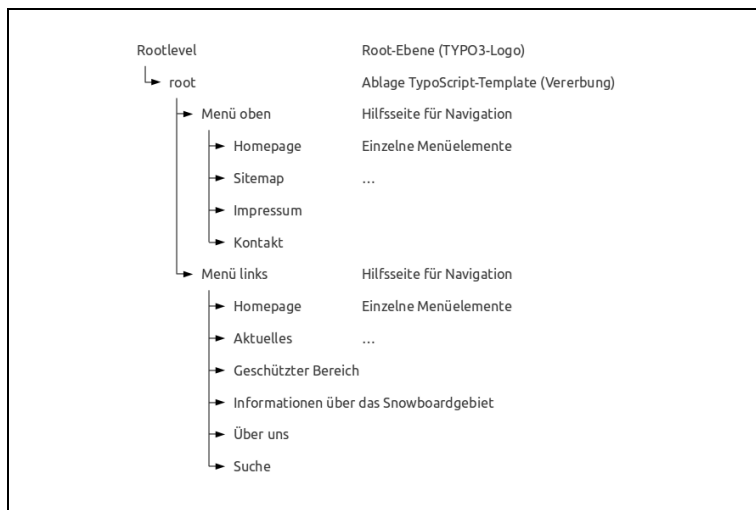 Rootlevel Root-Ebene (TYPO3-Logo)
root Ablage TypoScript-Template (Vererbung)
Menü oben Hilfsseite für Navigation
Homepage Einzelne Menüelemente
Sitemap …
Impressum
Kontakt
Menü links Hilfsseite für Navigation
Homepage Einzelne Menüelemente
Aktuelles …
Geschützter Bereich
Informationen über das Snowboardgebiet
Über uns
Suche